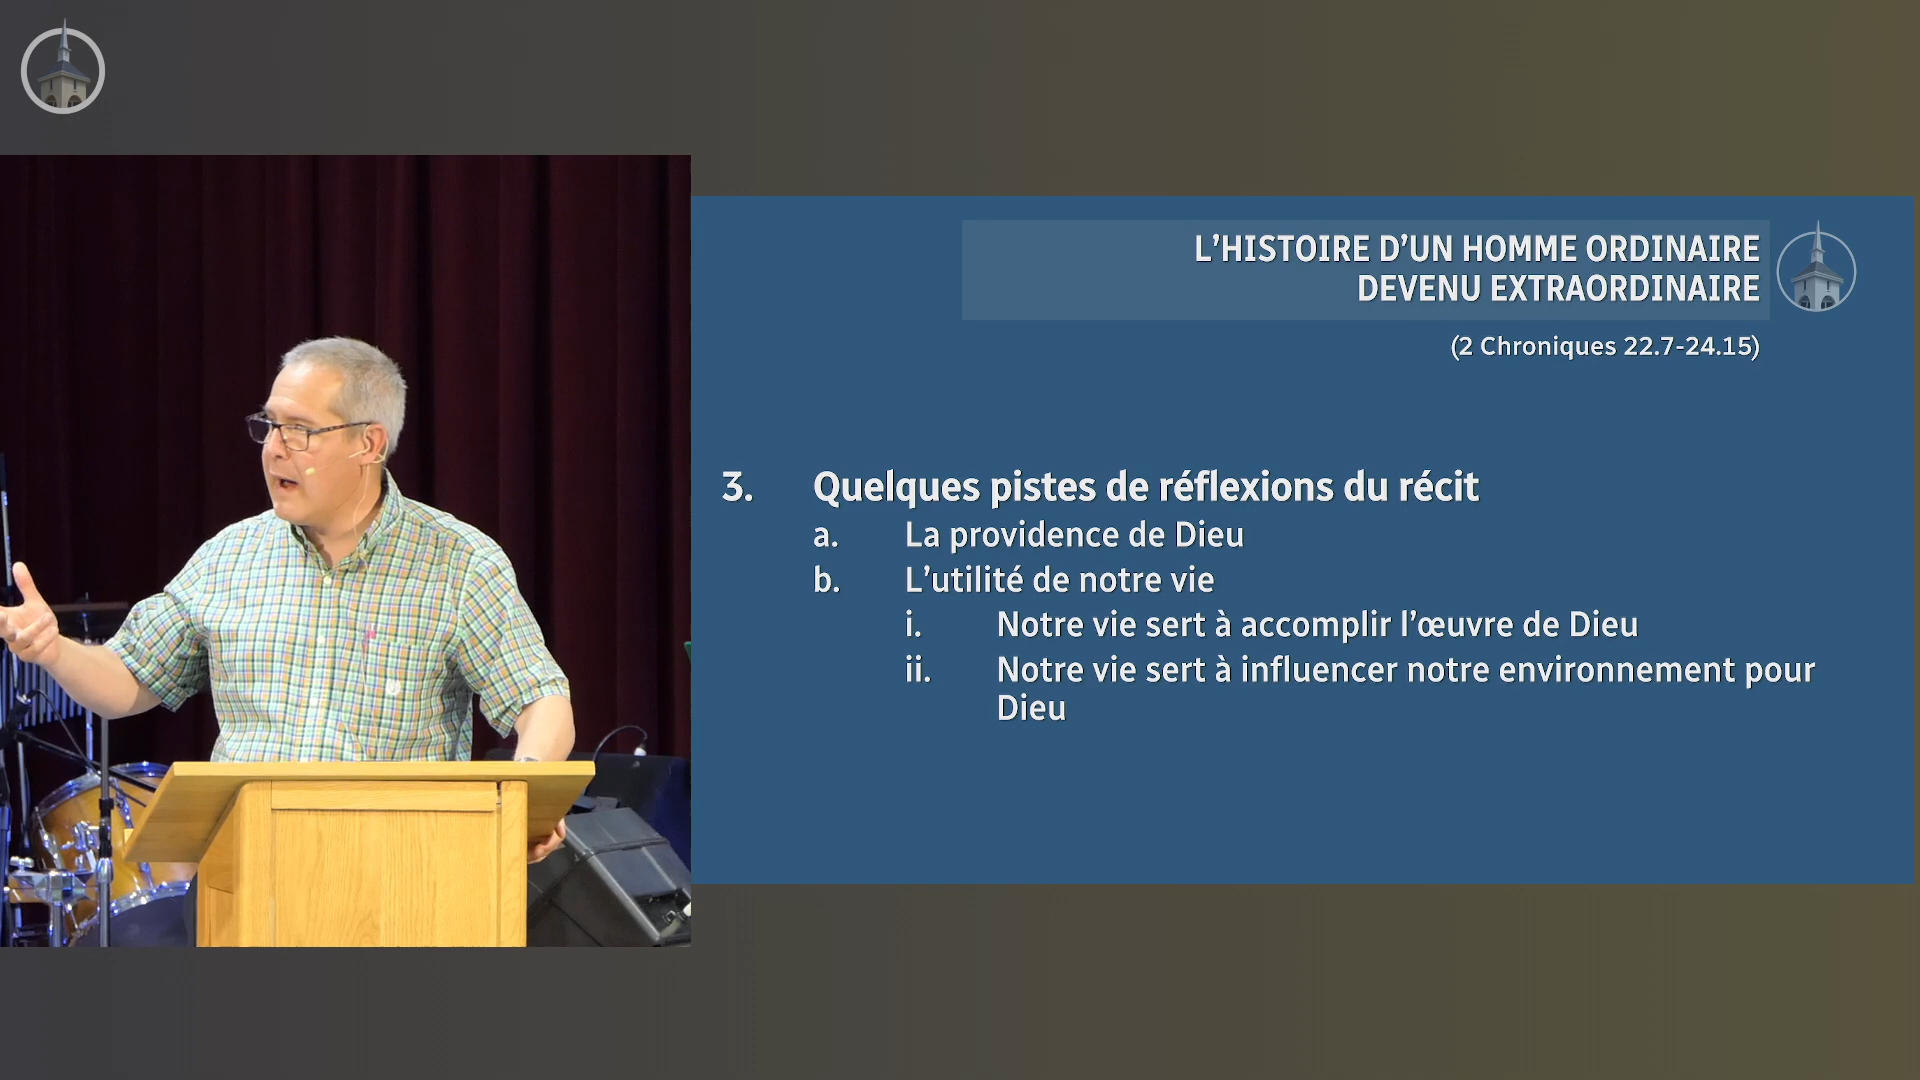 L’HISTOIRE D’UN HOMME ORDINAIRE
DEVENU EXTRAORDINAIRE
(2 Chroniques 22.7-24.15)
3. Quelques pistes de réflexions du récit
a. La providence de Dieu
b. L’utilité de notre vie
i. Notre vie sert à accomplir l’œuvre de Dieu
ii. Notre vie sert à influencer notre environnement pour
Dieu